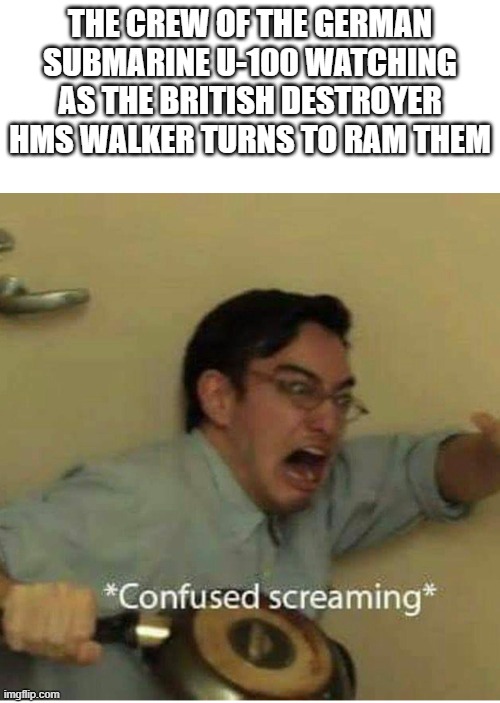 THE CREW OF THE GERMAN
SUBMARINE U-100 WATCHING
AS THE BRITISH DESTROYER
HMS WALKER TURNS TO RAM THEM
*Confused screaming*
imgflip.com